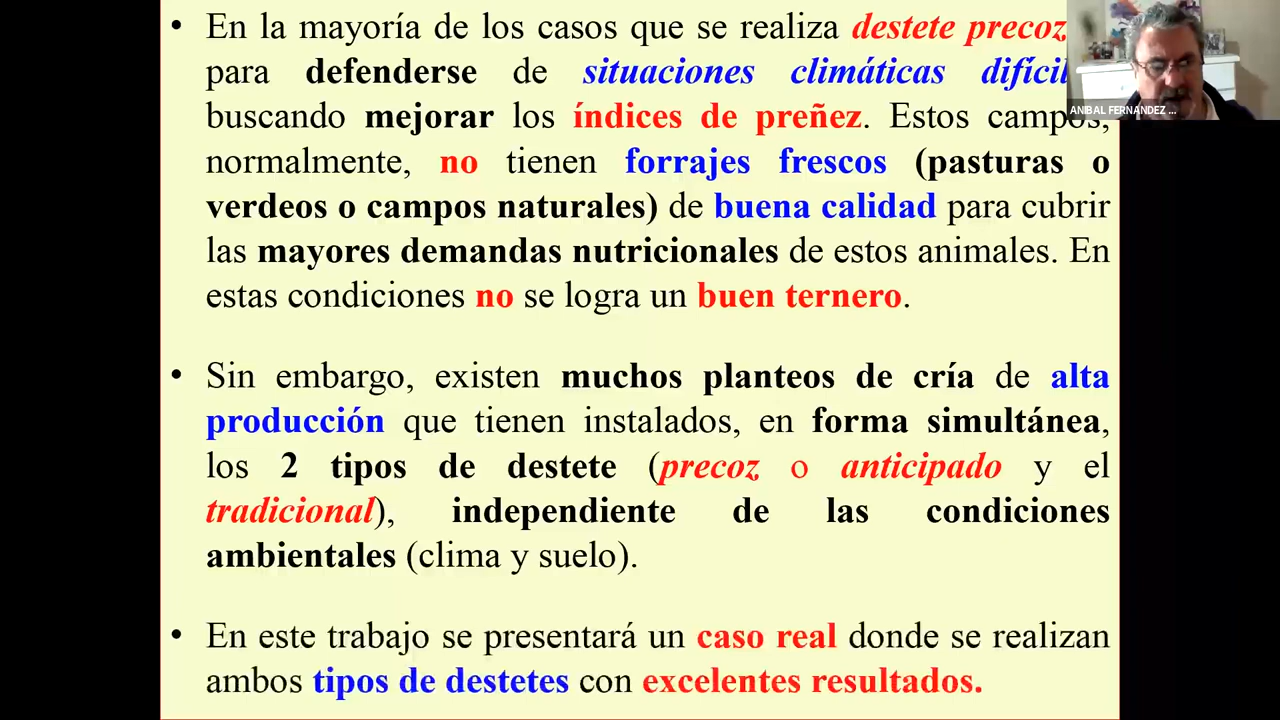 • En la mayoría de los casos que se realiza destete precoz
para defenderse de situaciones climáticas
buscando mejorar los índices de preñez. Estos campos,
normalmente, no tienen forrajes frescos (pasturas o
verdeos o campos naturales) de buena calidad para cubrir
las mayores demandas nutricionales de estos animales. En
estas condiciones no se logra un buen ternero.
• Sin embargo, existen muchos planteos de cría de alta
producción que tienen instalados, en forma simultánea,
los 2 tipos de destete (precoz o anticipado y el
tradicional), independiente de las condiciones
ambientales (clima y suelo).
• En este trabajo se presentará un caso real donde se realizan
ambos tipos de destetes con excelentes resultados.
ANIBAL FERNANDEZ ...